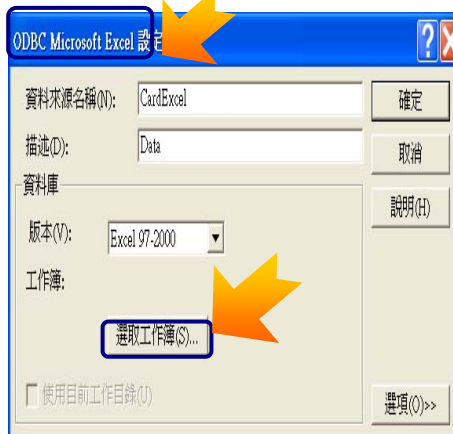 ODBC Microsoft Excel 設定
資料來源名稱(N): CardExcel
確定
描述(D): Data
取消
資料庫
說明(H)
版本(V): Excel 97-2000
工作簿:
選取工作簿(S)...
使用目前工作目錄(U)
選項(O)>>